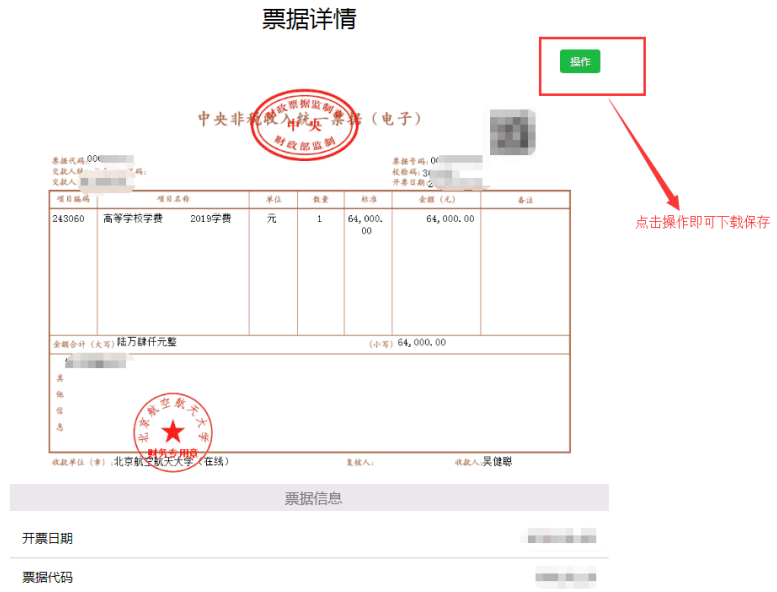 票据详情
操作
财政票据监制章
中央
财政部监制
中央非税收入统一票据（电子）
票据代码:00
票据号码:00
校验码:3
交款人
开票日期:2
项目编码 项目名称 单位 数量 标准 金额（元） 备注
243060 高等学校学费 2019学费 元 1 64,000.00 64,000.00
点击操作即可下载保存
金额合计（大写）陆万肆仟元整 （小写）64,000.00
其他信息
北京航空航天大学
财务专用章
收款单位（章）:北京航空航天大学（在线） 复核人: 收款人:吴健聪
票据信息
开票日期
票据代码